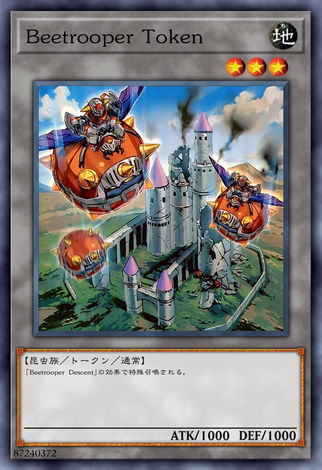 Beetrooper Token
地
【昆虫族／トークン／通常】
「Beetrooper Descent」の効果で特殊召喚される。
ATK/1000 DEF/1000
87240372